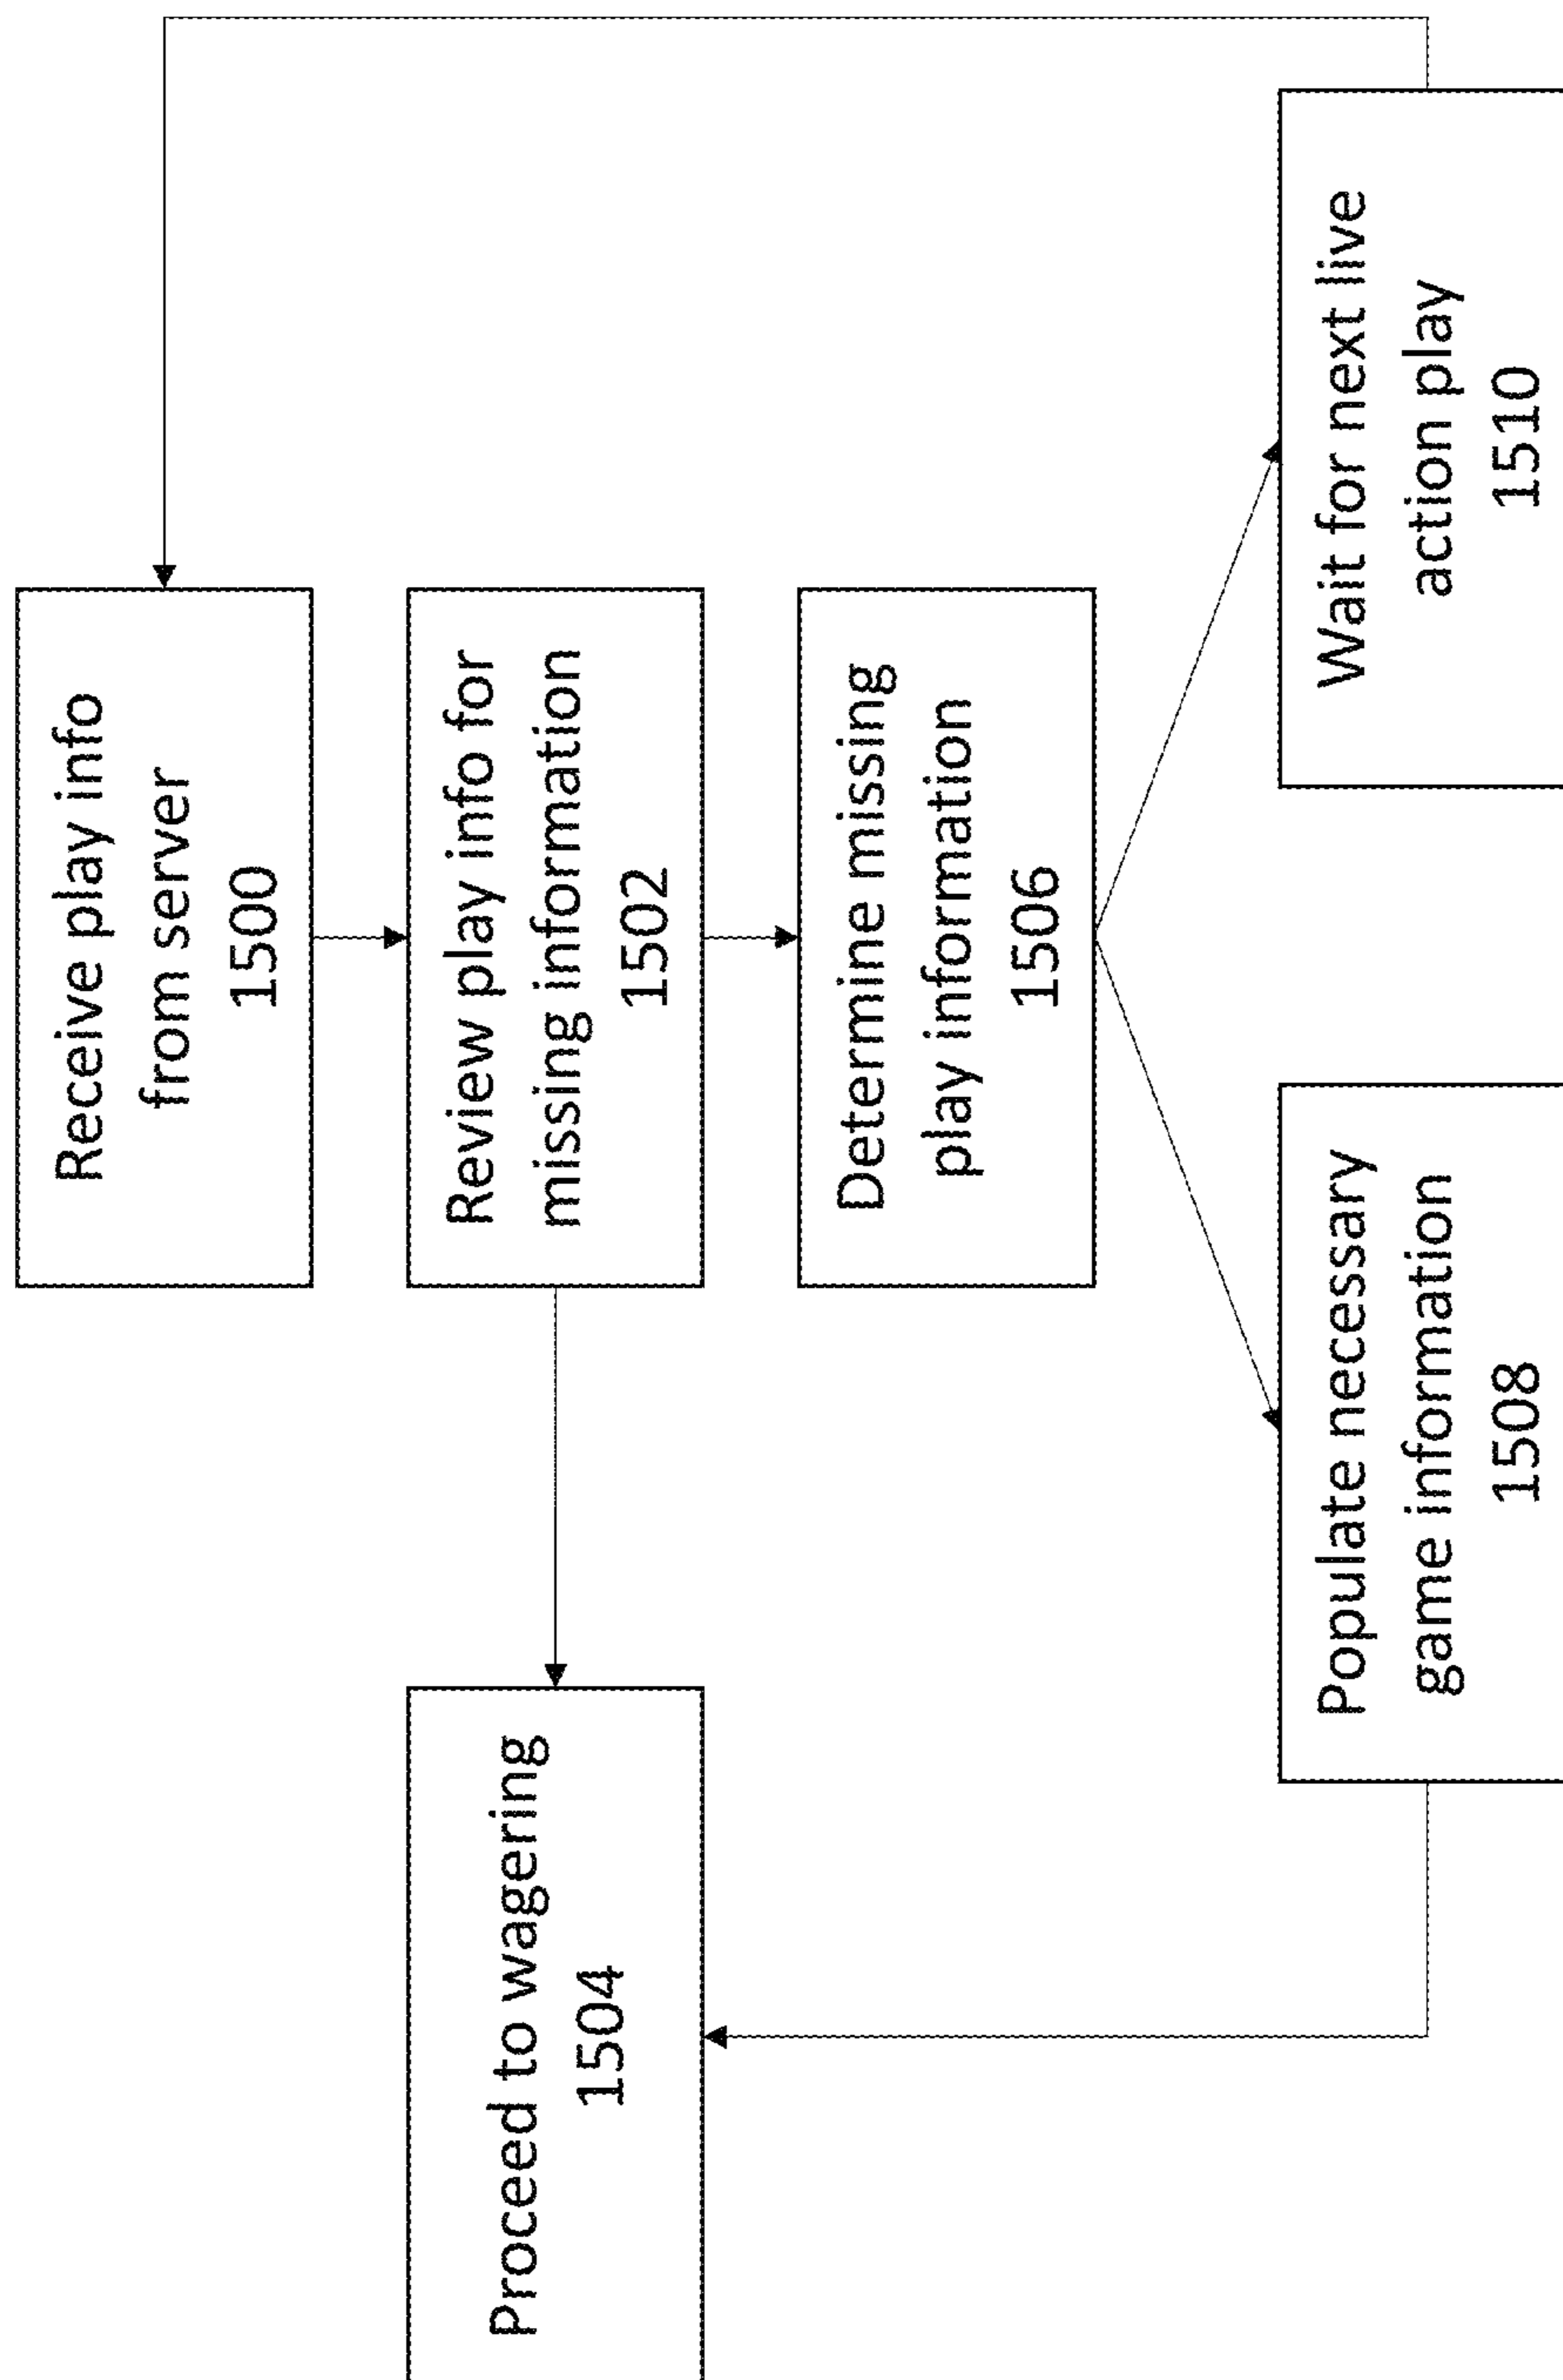 Receive play info
from server
1500
Review play info for
missing information
1502
Proceed to wagering
1504
Determine missing
play information
1506
Populate necessary
game information
1508
Wait for next live
action play
1510